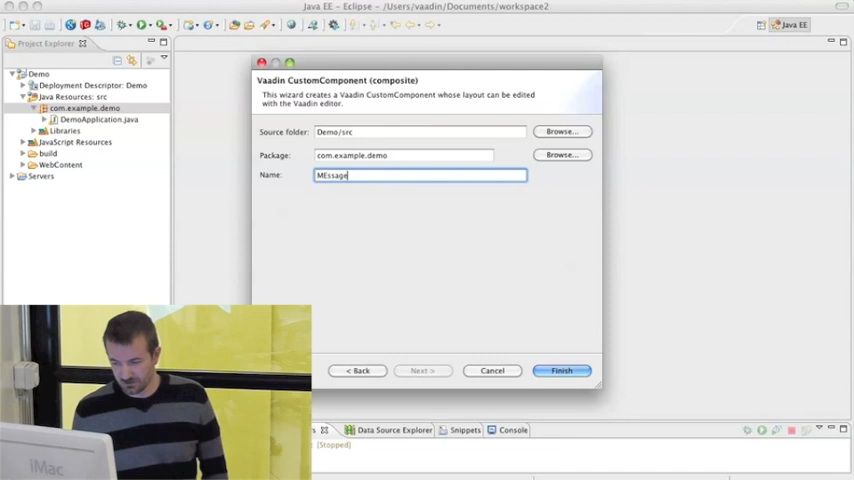 Java EE - Eclipse - /Users/vaadin/Documents/workspace2
Java EE
Project Explorer
Demo
Deployment Descriptor: Demo
Java Resources: src
com.example.demo
DemoApplication.java
Libraries
JavaScript Resources
build
WebContent
Servers
Vaadin CustomComponent (composite)
This wizard creates a Vaadin CustomComponent whose layout can be edited
with the Vaadin editor.
Source folder: Demo/src Browse...
Package: com.example.demo Browse...
Name: MEssage
< Back Next > Cancel Finish
Data Source Explorer Snippets Console
[Stopped]
iMac